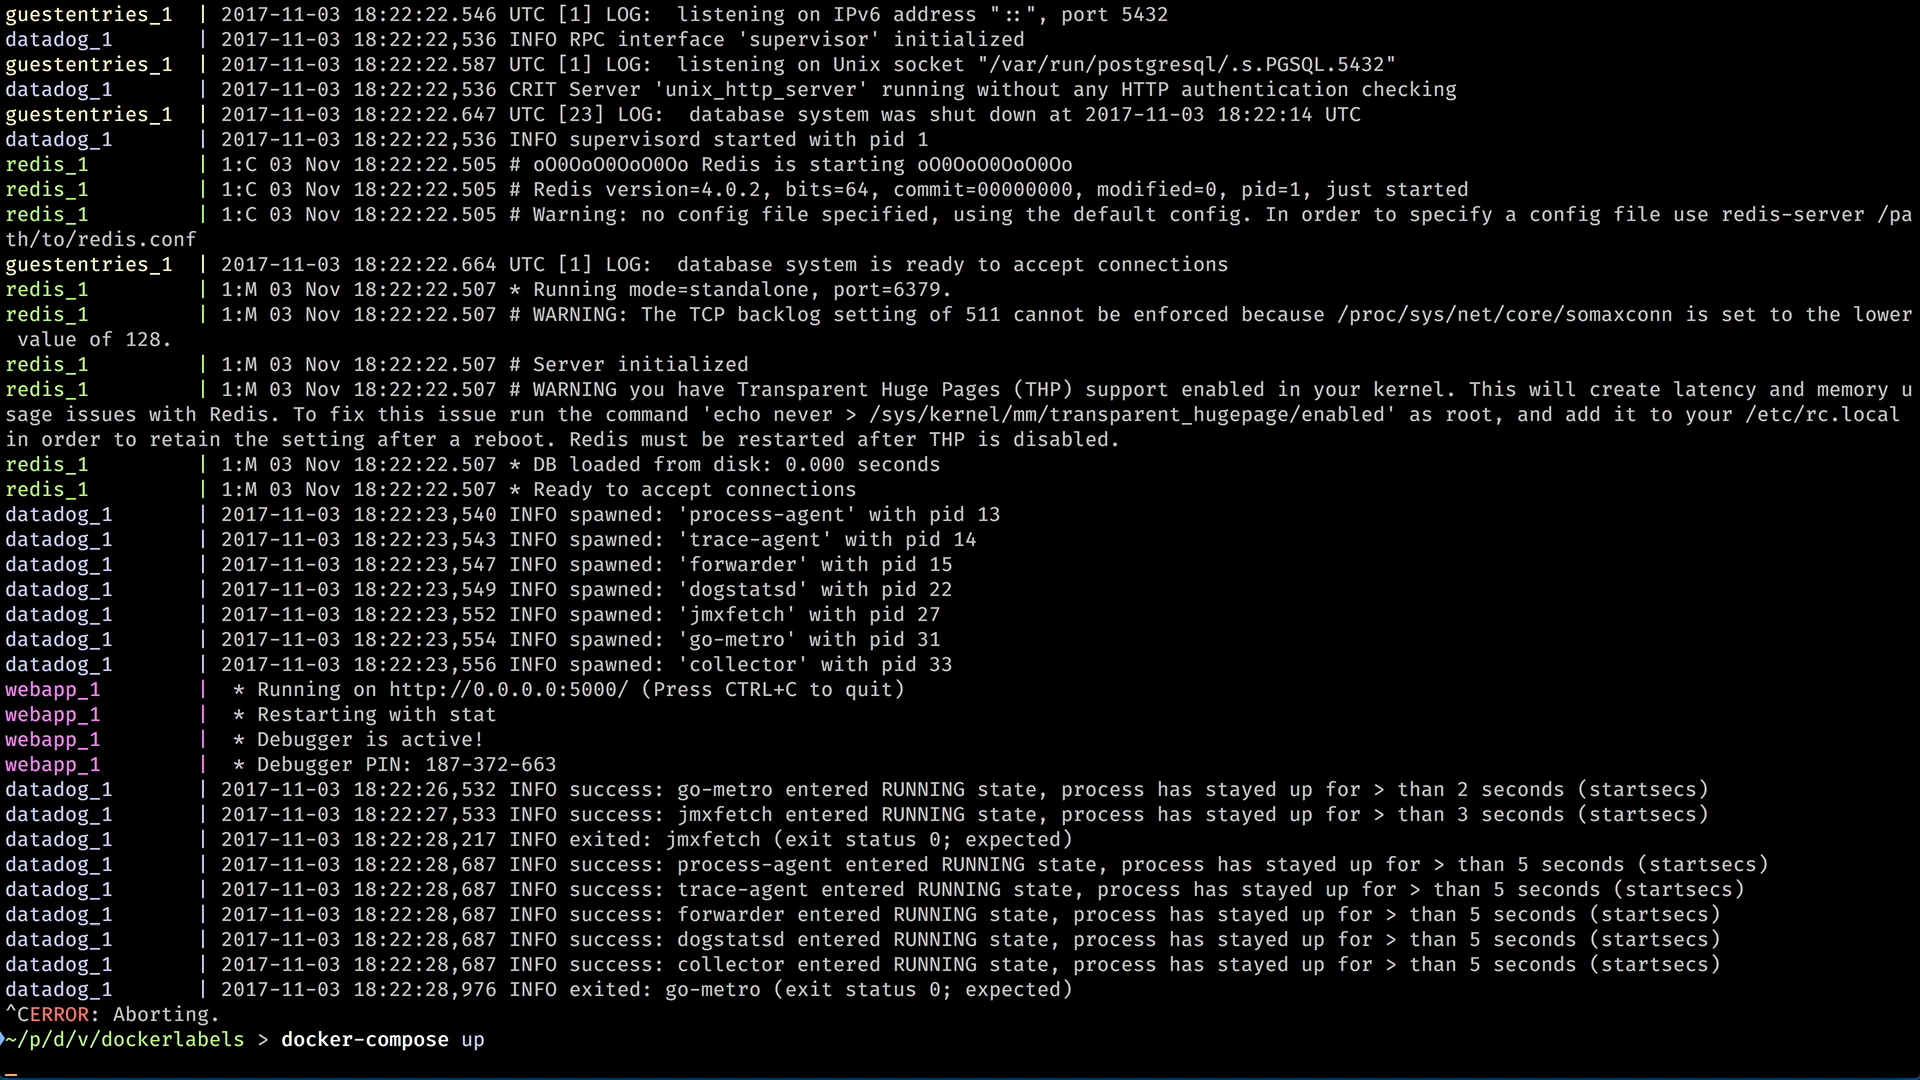 guestentries_1  | 2017-11-03 18:22:22.546 UTC [1] LOG:  listening on IPv6 address "::", port 5432
datadog_1       | 2017-11-03 18:22:22,536 INFO RPC interface 'supervisor' initialized
guestentries_1  | 2017-11-03 18:22:22.587 UTC [1] LOG:  listening on Unix socket "/var/run/postgresql/.s.PGSQL.5432"
datadog_1       | 2017-11-03 18:22:22,536 CRIT Server 'unix_http_server' running without any HTTP authentication checking
guestentries_1  | 2017-11-03 18:22:22.647 UTC [23] LOG:  database system was shut down at 2017-11-03 18:22:14 UTC
datadog_1       | 2017-11-03 18:22:22,536 INFO supervisord started with pid 1
redis_1         | 1:C 03 Nov 18:22:22.505 # oO0OoO0OoO0Oo Redis is starting oO0OoO0OoO0Oo
redis_1         | 1:C 03 Nov 18:22:22.505 # Redis version=4.0.2, bits=64, commit=00000000, modified=0, pid=1, just started
redis_1         | 1:C 03 Nov 18:22:22.505 # Warning: no config file specified, using the default config. In order to specify a config file use redis-server /pa
th/to/redis.conf
guestentries_1  | 2017-11-03 18:22:22.664 UTC [1] LOG:  database system is ready to accept connections
redis_1         | 1:M 03 Nov 18:22:22.507 * Running mode=standalone, port=6379.
redis_1         | 1:M 03 Nov 18:22:22.507 # WARNING: The TCP backlog setting of 511 cannot be enforced because /proc/sys/net/core/somaxconn is set to the lower
 value of 128.
redis_1         | 1:M 03 Nov 18:22:22.507 # Server initialized
redis_1         | 1:M 03 Nov 18:22:22.507 # WARNING you have Transparent Huge Pages (THP) support enabled in your kernel. This will create latency and memory u
sage issues with Redis. To fix this issue run the command 'echo never > /sys/kernel/mm/transparent_hugepage/enabled' as root, and add it to your /etc/rc.local
in order to retain the setting after a reboot. Redis must be restarted after THP is disabled.
redis_1         | 1:M 03 Nov 18:22:22.507 * DB loaded from disk: 0.000 seconds
redis_1         | 1:M 03 Nov 18:22:22.507 * Ready to accept connections
datadog_1       | 2017-11-03 18:22:23,540 INFO spawned: 'process-agent' with pid 13
datadog_1       | 2017-11-03 18:22:23,543 INFO spawned: 'trace-agent' with pid 14
datadog_1       | 2017-11-03 18:22:23,547 INFO spawned: 'forwarder' with pid 15
datadog_1       | 2017-11-03 18:22:23,549 INFO spawned: 'dogstatsd' with pid 22
datadog_1       | 2017-11-03 18:22:23,552 INFO spawned: 'jmxfetch' with pid 27
datadog_1       | 2017-11-03 18:22:23,554 INFO spawned: 'go-metro' with pid 31
datadog_1       | 2017-11-03 18:22:23,556 INFO spawned: 'collector' with pid 33
webapp_1        |  * Running on http://0.0.0.0:5000/ (Press CTRL+C to quit)
webapp_1        |  * Restarting with stat
webapp_1        |  * Debugger is active!
webapp_1        |  * Debugger PIN: 187-372-663
datadog_1       | 2017-11-03 18:22:26,532 INFO success: go-metro entered RUNNING state, process has stayed up for > than 2 seconds (startsecs)
datadog_1       | 2017-11-03 18:22:27,533 INFO success: jmxfetch entered RUNNING state, process has stayed up for > than 3 seconds (startsecs)
datadog_1       | 2017-11-03 18:22:28,217 INFO exited: jmxfetch (exit status 0; expected)
datadog_1       | 2017-11-03 18:22:28,687 INFO success: process-agent entered RUNNING state, process has stayed up for > than 5 seconds (startsecs)
datadog_1       | 2017-11-03 18:22:28,687 INFO success: trace-agent entered RUNNING state, process has stayed up for > than 5 seconds (startsecs)
datadog_1       | 2017-11-03 18:22:28,687 INFO success: forwarder entered RUNNING state, process has stayed up for > than 5 seconds (startsecs)
datadog_1       | 2017-11-03 18:22:28,687 INFO success: dogstatsd entered RUNNING state, process has stayed up for > than 5 seconds (startsecs)
datadog_1       | 2017-11-03 18:22:28,687 INFO success: collector entered RUNNING state, process has stayed up for > than 5 seconds (startsecs)
datadog_1       | 2017-11-03 18:22:28,976 INFO exited: go-metro (exit status 0; expected)
^CERROR: Aborting.
~/p/d/v/dockerlabels > docker-compose up